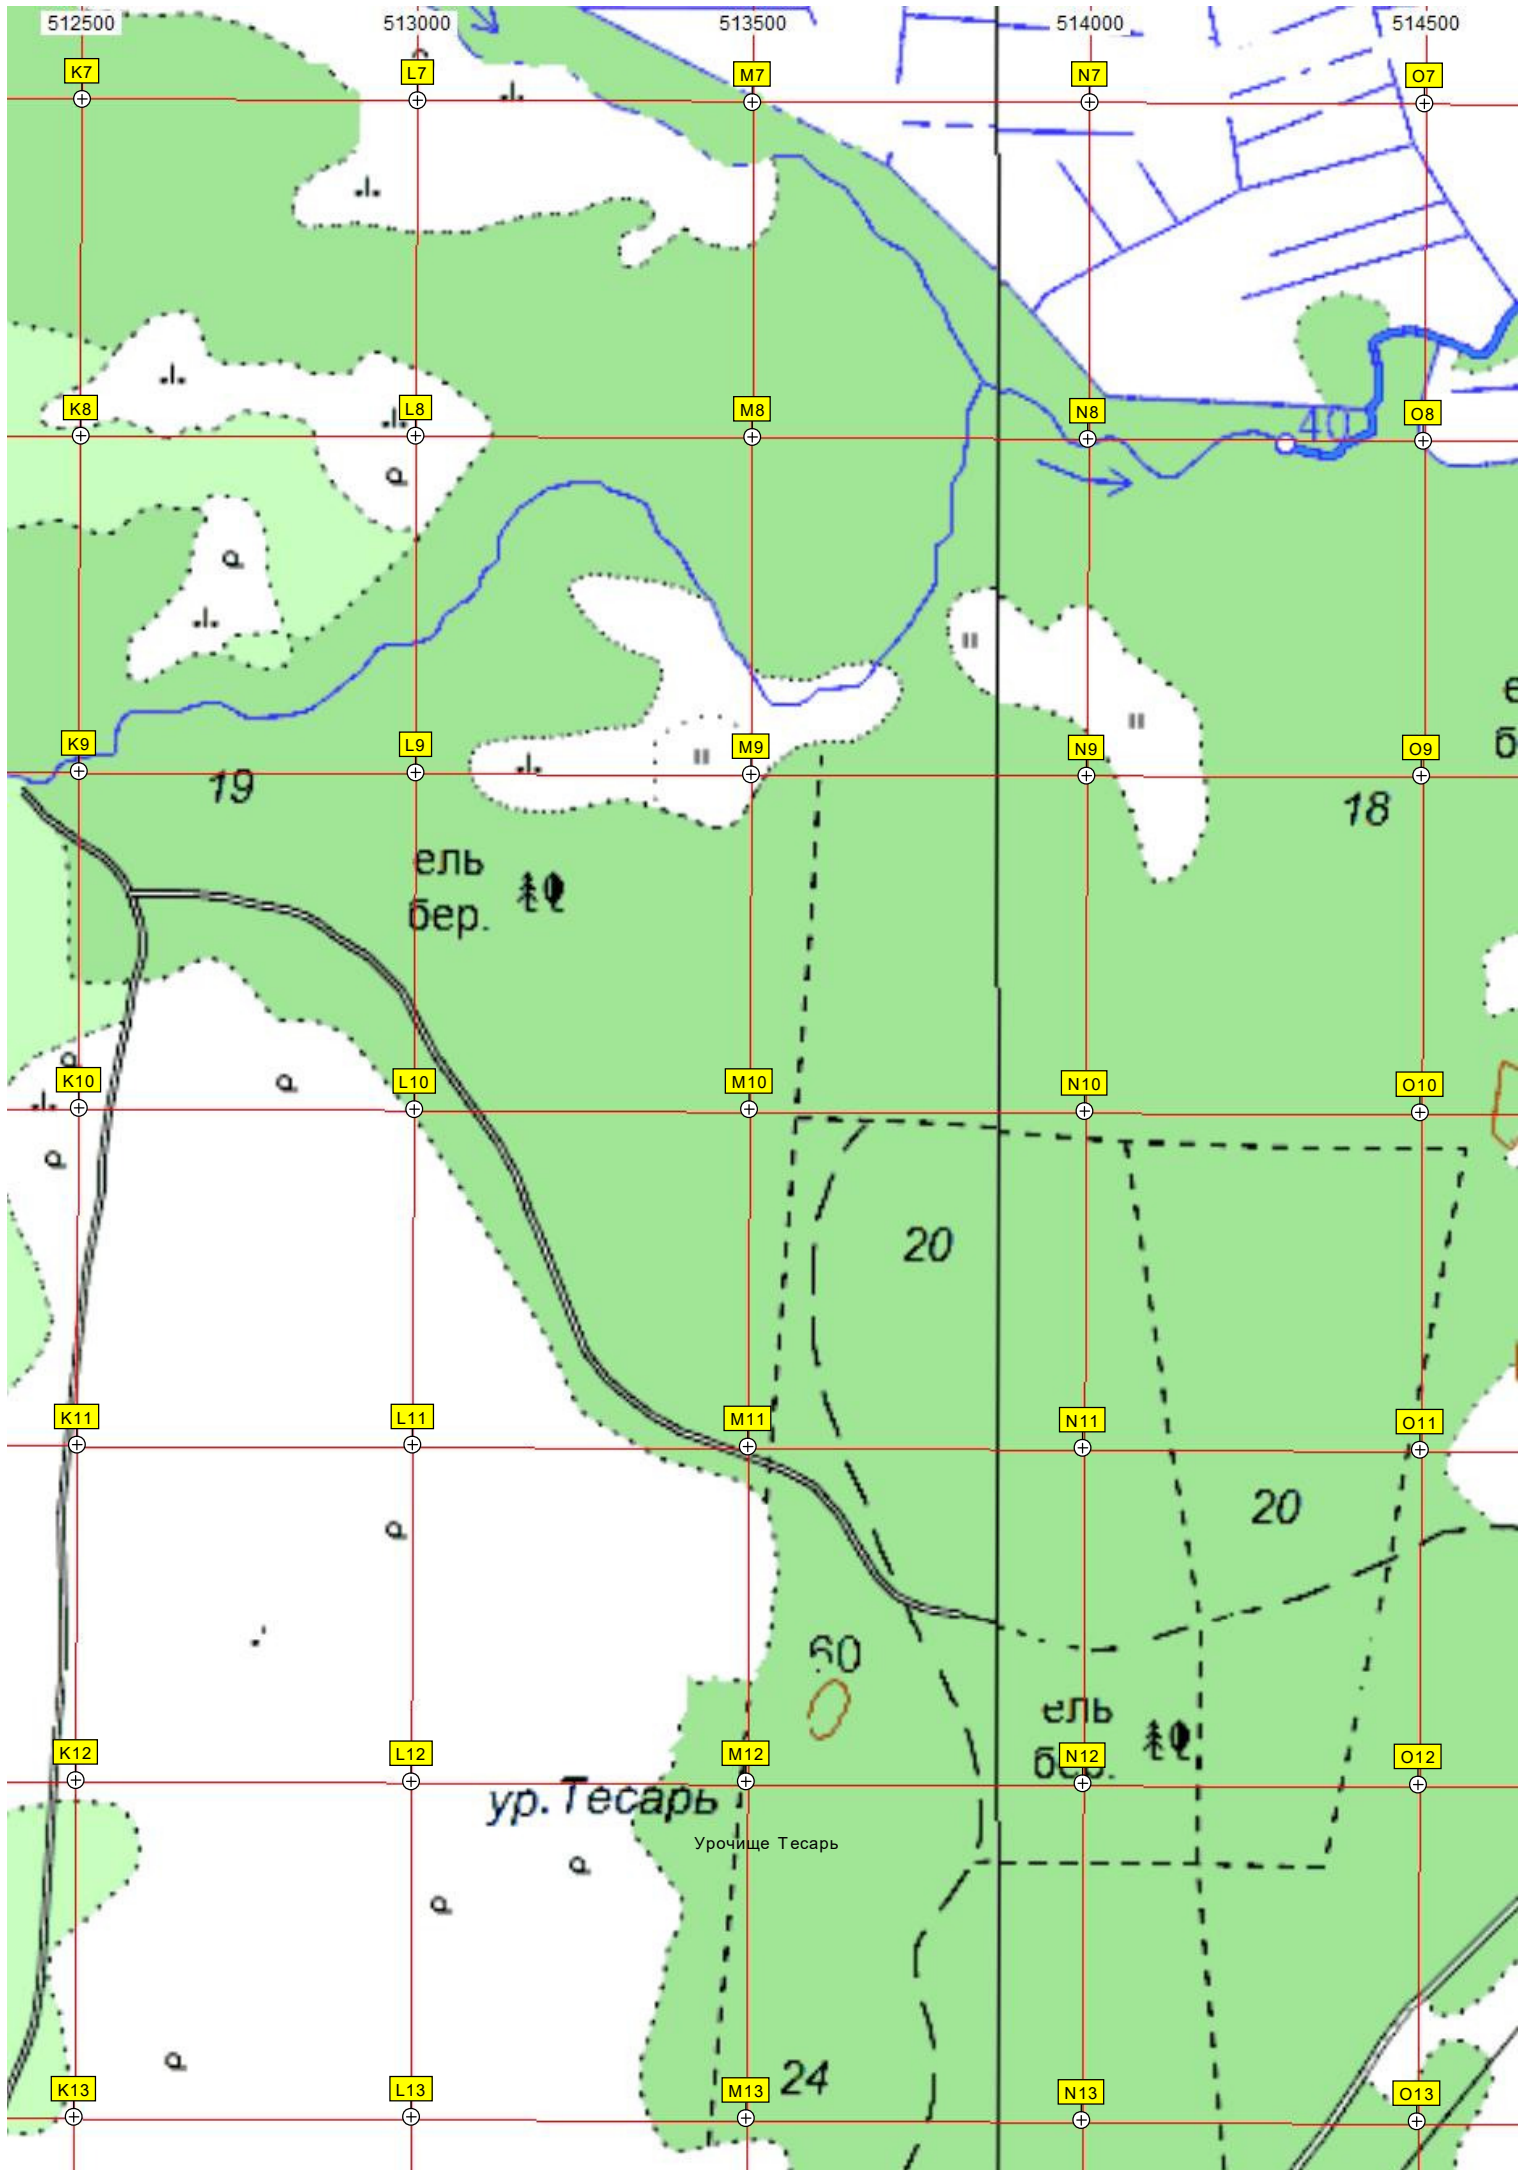 512500 513000 513500 514000 514500
K7 L7 M7 N7 O7
K8 L8 M8 N8 O8
40
K9 L9 M9 N9 O9
19
18
ель
бер.
K10 L10 M10 N10 O10
20
K11 L11 M11 N11 O11
20
60
ель
K12 L12 M12 N12 O12
ур. Тесарь
Урочище Тесарь
24
K13 L13 M13 N13 O13